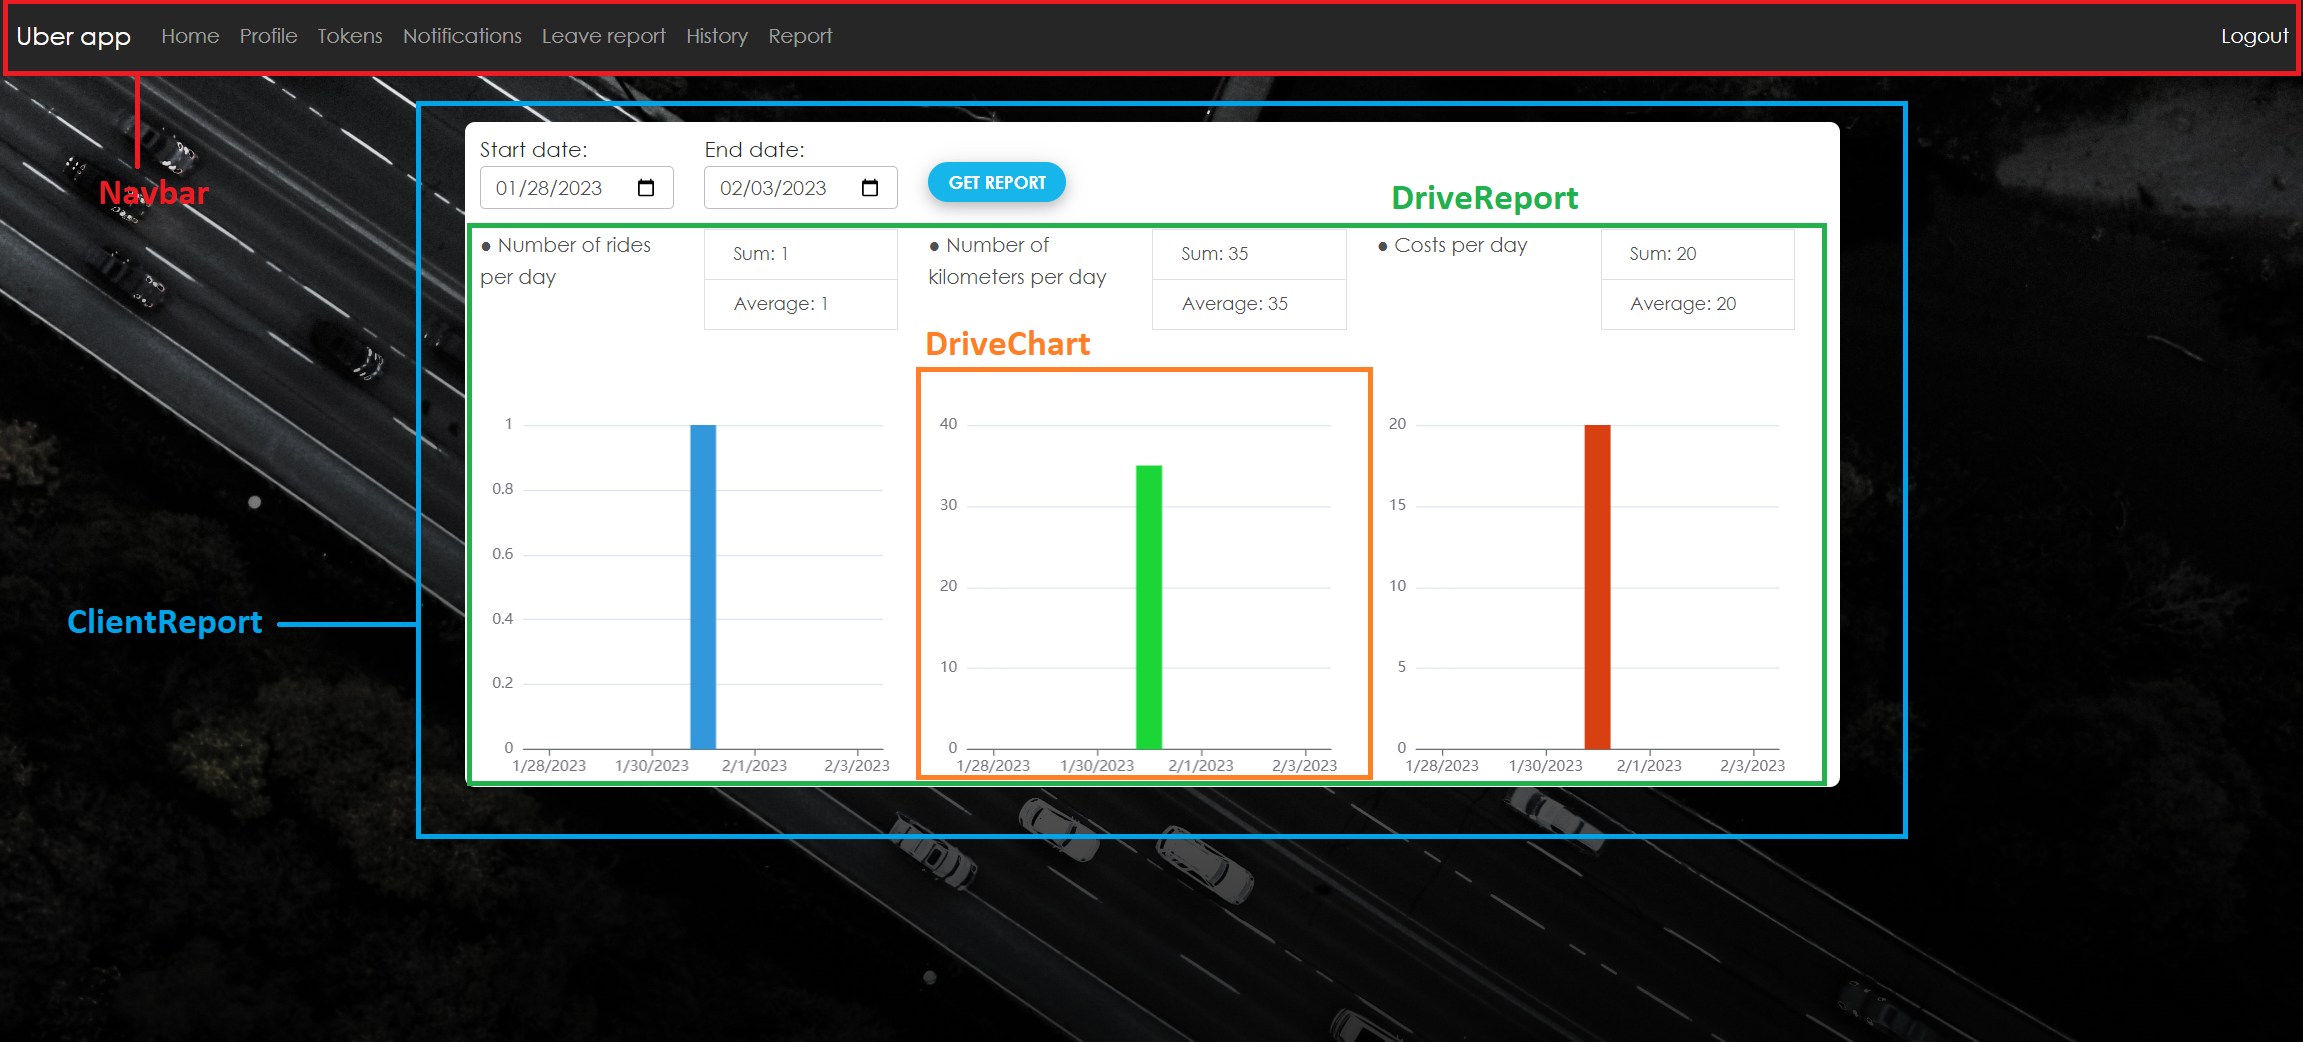 Uber app Home Profile Tokens Notifications Leave report History Report Logout
Navbar
Start date: End date:
01/28/2023 02/03/2023 GET REPORT
DriveReport
● Number of rides
per day
Sum: 1
Average: 1
● Number of
kilometers per day
Sum: 35
Average: 35
● Costs per day
Sum: 20
Average: 20
DriveChart
1
0.8
0.6
0.4
0.2
0
1/28/2023 1/30/2023 2/1/2023 2/3/2023
40
30
20
10
0
1/28/2023 1/30/2023 2/1/2023 2/3/2023
20
15
10
5
0
1/28/2023 1/30/2023 2/1/2023 2/3/2023
ClientReport